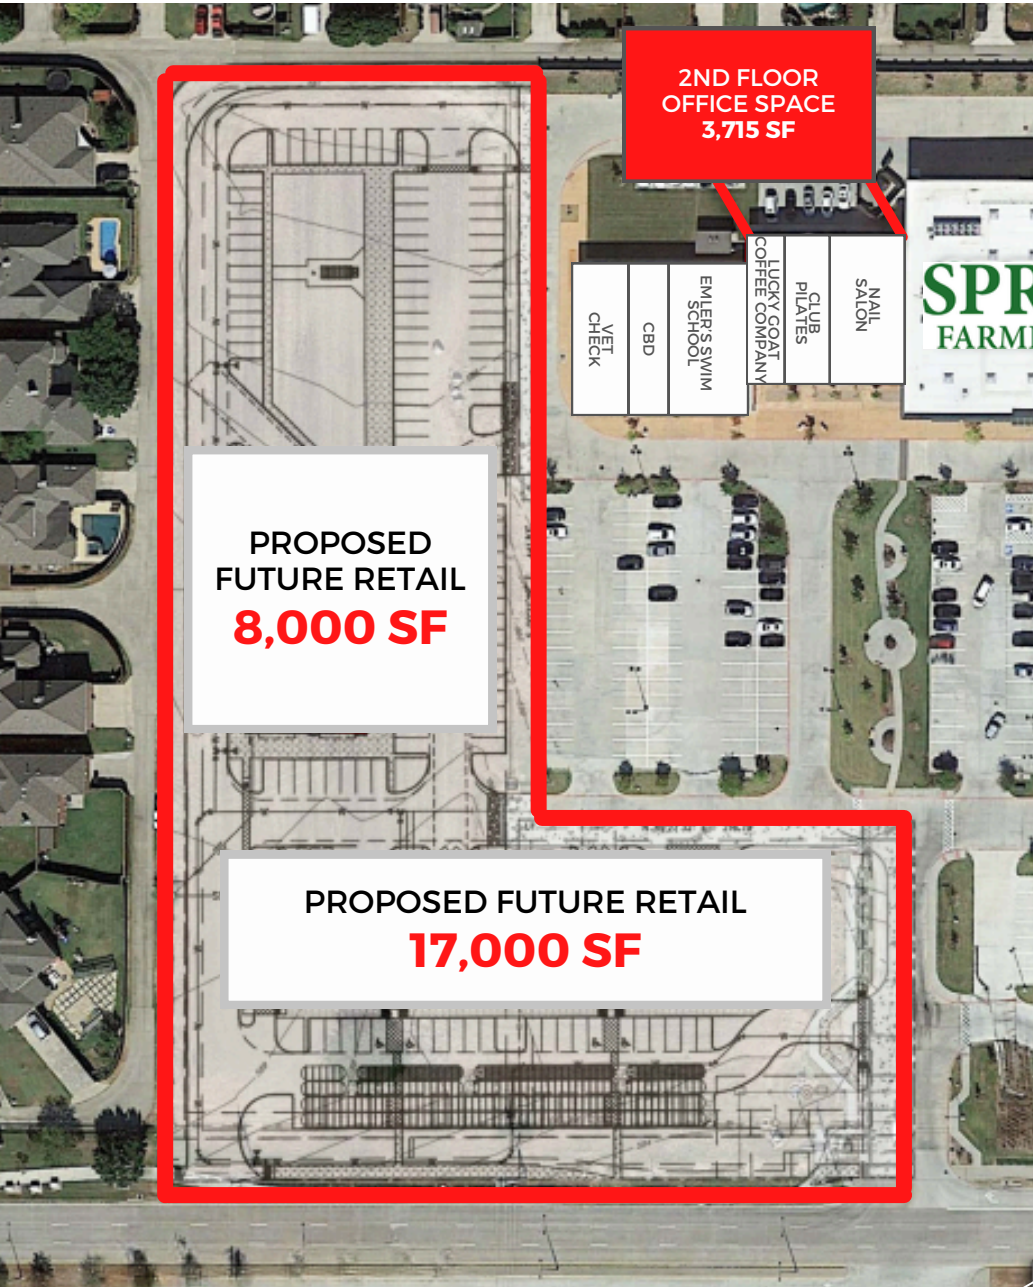 2ND FLOOR
OFFICE SPACE
3,715 SF
VET
CHECK
CBD
EMLER'S SWIM
SCHOOL
LUCKY GOAT
COFFEE COMPANY
CLUB
PILATES
NAIL
SALON
SPR
FARM
PROPOSED
FUTURE RETAIL
8,000 SF
PROPOSED FUTURE RETAIL
17,000 SF